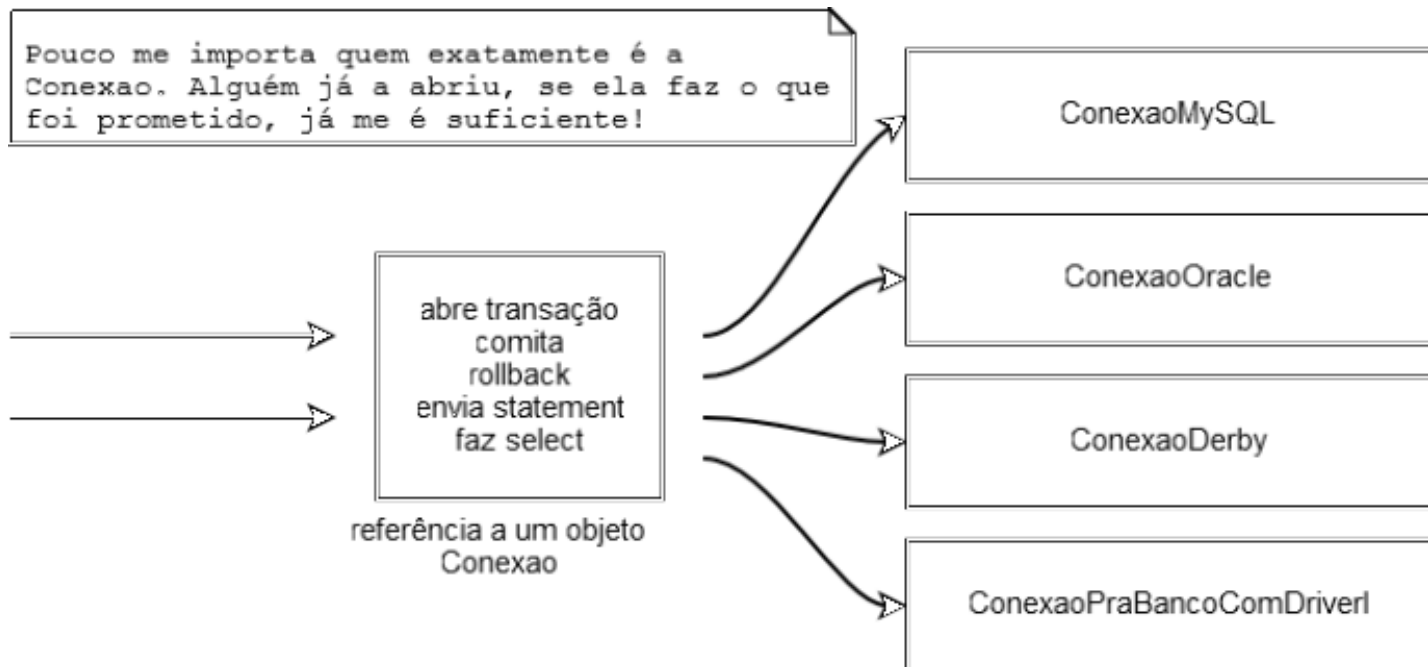 Pouco me importa quem exatamente é a
Conexao. Alguém já a abriu, se ela faz o que
foi prometido, já me é suficiente!
ConexaoMySQL
ConexaoOracle
abre transação
comita
rollback
envia statement
faz select
referência a um objeto
Conexao
ConexaoDerby
ConexaoPraBancoComDriverI